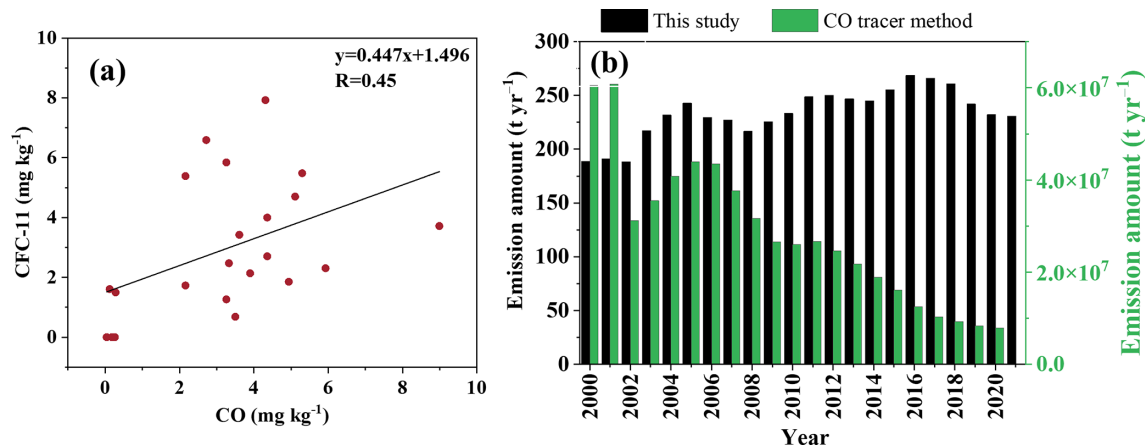 This study
CO tracer method
(a)
y=0.447x+1.496
R=0.45
10
8
6
4
2
0
CFC-11 (mg kg⁻¹)
0 2 4 6 8 10
CO (mg kg⁻¹)
(b)
300
250
200
150
100
50
0
Emission amount (t yr⁻¹)
6.0×10⁷
4.0×10⁷
2.0×10⁷
0.0
Emission amount (t yr⁻¹)
2000 2002 2004 2006 2008 2010 2012 2014 2016 2018 2020
Year